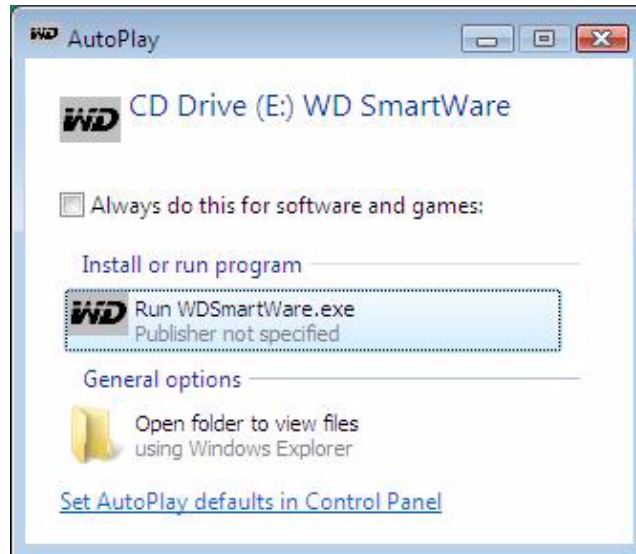 WD AutoPlay
WD CD Drive (E:) WD SmartWare
Always do this for software and games:
Install or run program
WD Run WDSmartWare.exe
Publisher not specified
General options
Open folder to view files
using Windows Explorer
Set AutoPlay defaults in Control Panel